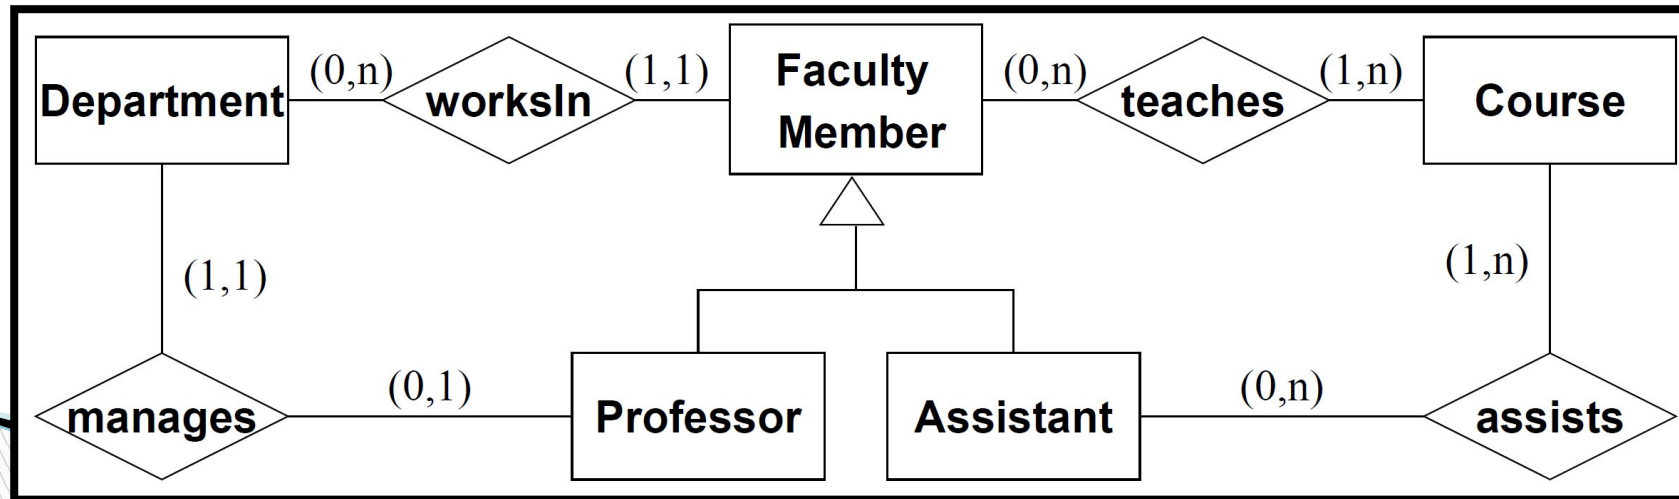 Department
(0,n)
worksIn
(1,1)
Faculty
Member
(0,n)
teaches
(1,n)
Course
(1,1)
(1,n)
manages
(0,1)
Professor
Assistant
(0,n)
assists